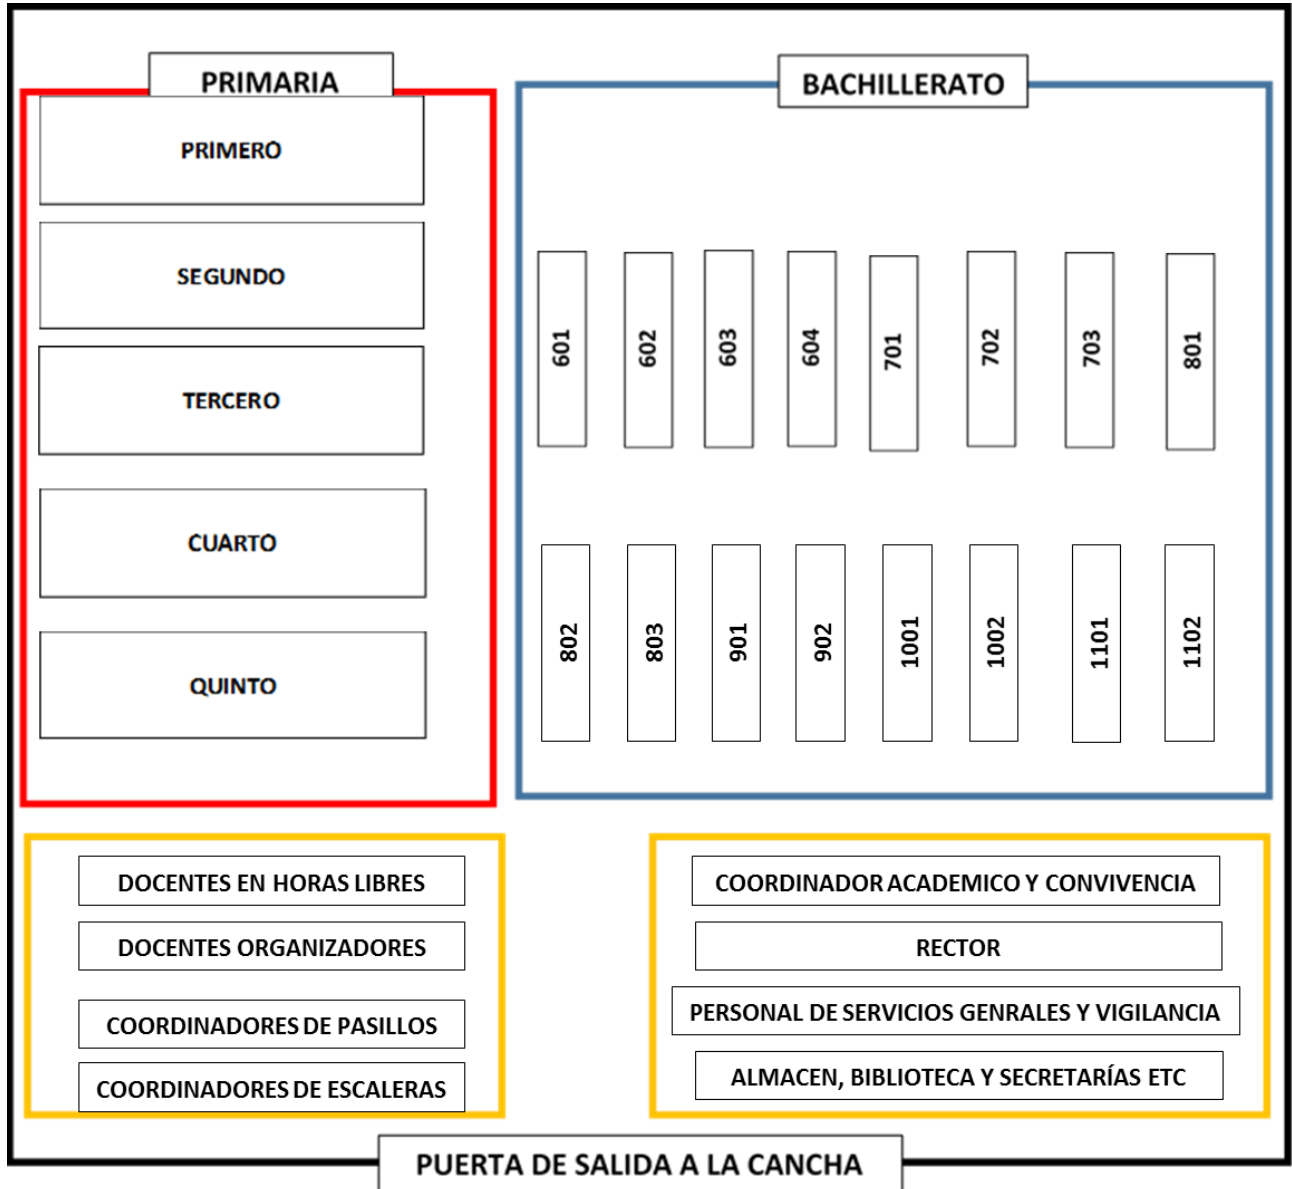 PRIMARIA
PRIMERO
SEGUNDO
TERCERO
CUARTO
QUINTO
BACHILLERATO
601
602
603
604
701
702
703
801
802
803
901
902
1001
1002
1101
1102
DOCENTES EN HORAS LIBRES
DOCENTES ORGANIZADORES
COORDINADORES DE PASILLOS
COORDINADORES DE ESCALERAS
COORDINADOR ACADEMICO Y CONVIVENCIA
RECTOR
PERSONAL DE SERVICIOS GENRALES Y VIGILANCIA
ALMACEN, BIBLIOTECA Y SECRETARÍAS ETC
PUERTA DE SALIDA A LA CANCHA